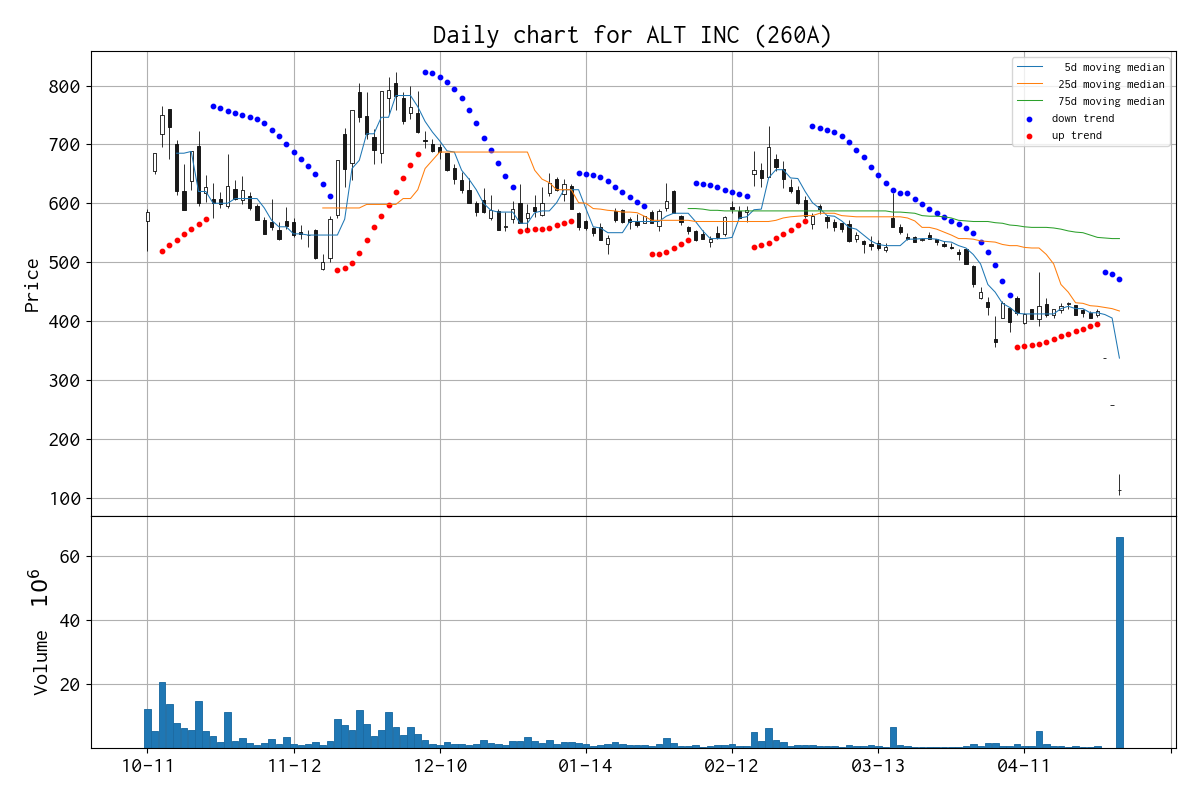 Daily chart for ALT INC (260A)
5d moving median
25d moving median
75d moving median
down trend
up trend
Price
800
700
600
500
400
300
200
100
Volume 10⁶
60
40
20
10-11
11-12
12-10
01-14
02-12
03-13
04-11